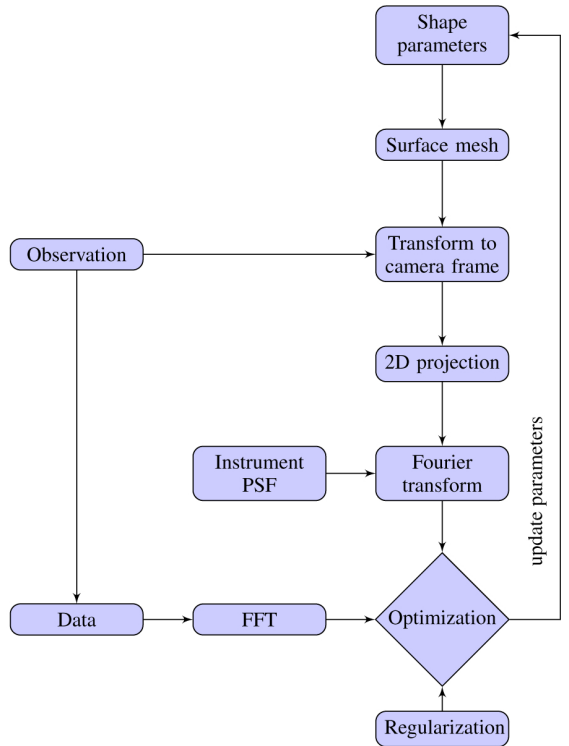 Shape
parameters
Surface mesh
Observation
Transform to
camera frame
2D projection
Instrument
PSF
Fourier
transform
update parameters
Data
FFT
Optimization
Regularization